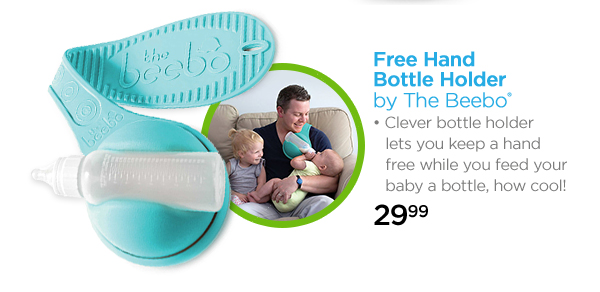 the
beebo
the
beebo
Free Hand
Bottle Holder
by The Beebo®
• Clever bottle holder
lets you keep a hand
free while you feed your
baby a bottle, how cool!
29⁹⁹